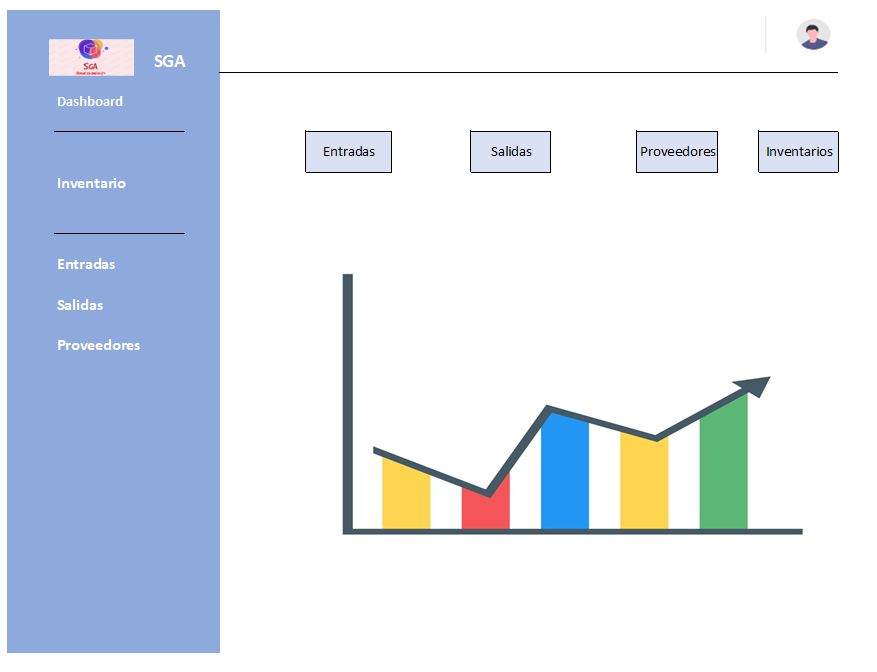 SGA
SGA
Dashboard
Inventario
Entradas
Salidas
Proveedores
Entradas
Salidas
Proveedores
Inventarios